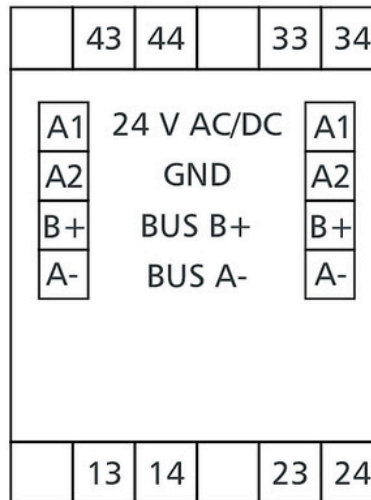 43 44 33 34
A1 24 V AC/DC A1
A2 GND A2
B+ BUS B+ B+
A- BUS A- A-
13 14 23 24